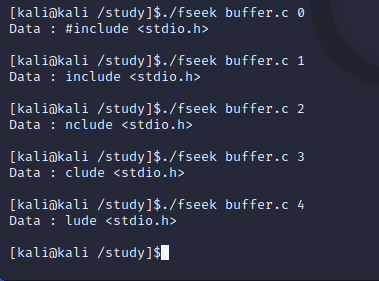 [kali@kali /study]$./fseek buffer.c 0
Data : #include <stdio.h>
[kali@kali /study]$./fseek buffer.c 1
Data : include <stdio.h>
[kali@kali /study]$./fseek buffer.c 2
Data : nclude <stdio.h>
[kali@kali /study]$./fseek buffer.c 3
Data : clude <stdio.h>
[kali@kali /study]$./fseek buffer.c 4
Data : lude <stdio.h>
[kali@kali /study]$